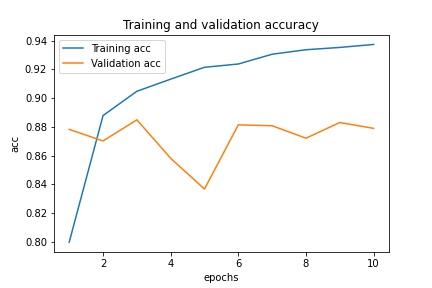 Training and validation accuracy
0.94
0.92
0.90
0.88
0.86
0.84
0.82
0.80
acc
Training acc
Validation acc
2 4 6 8 10
epochs